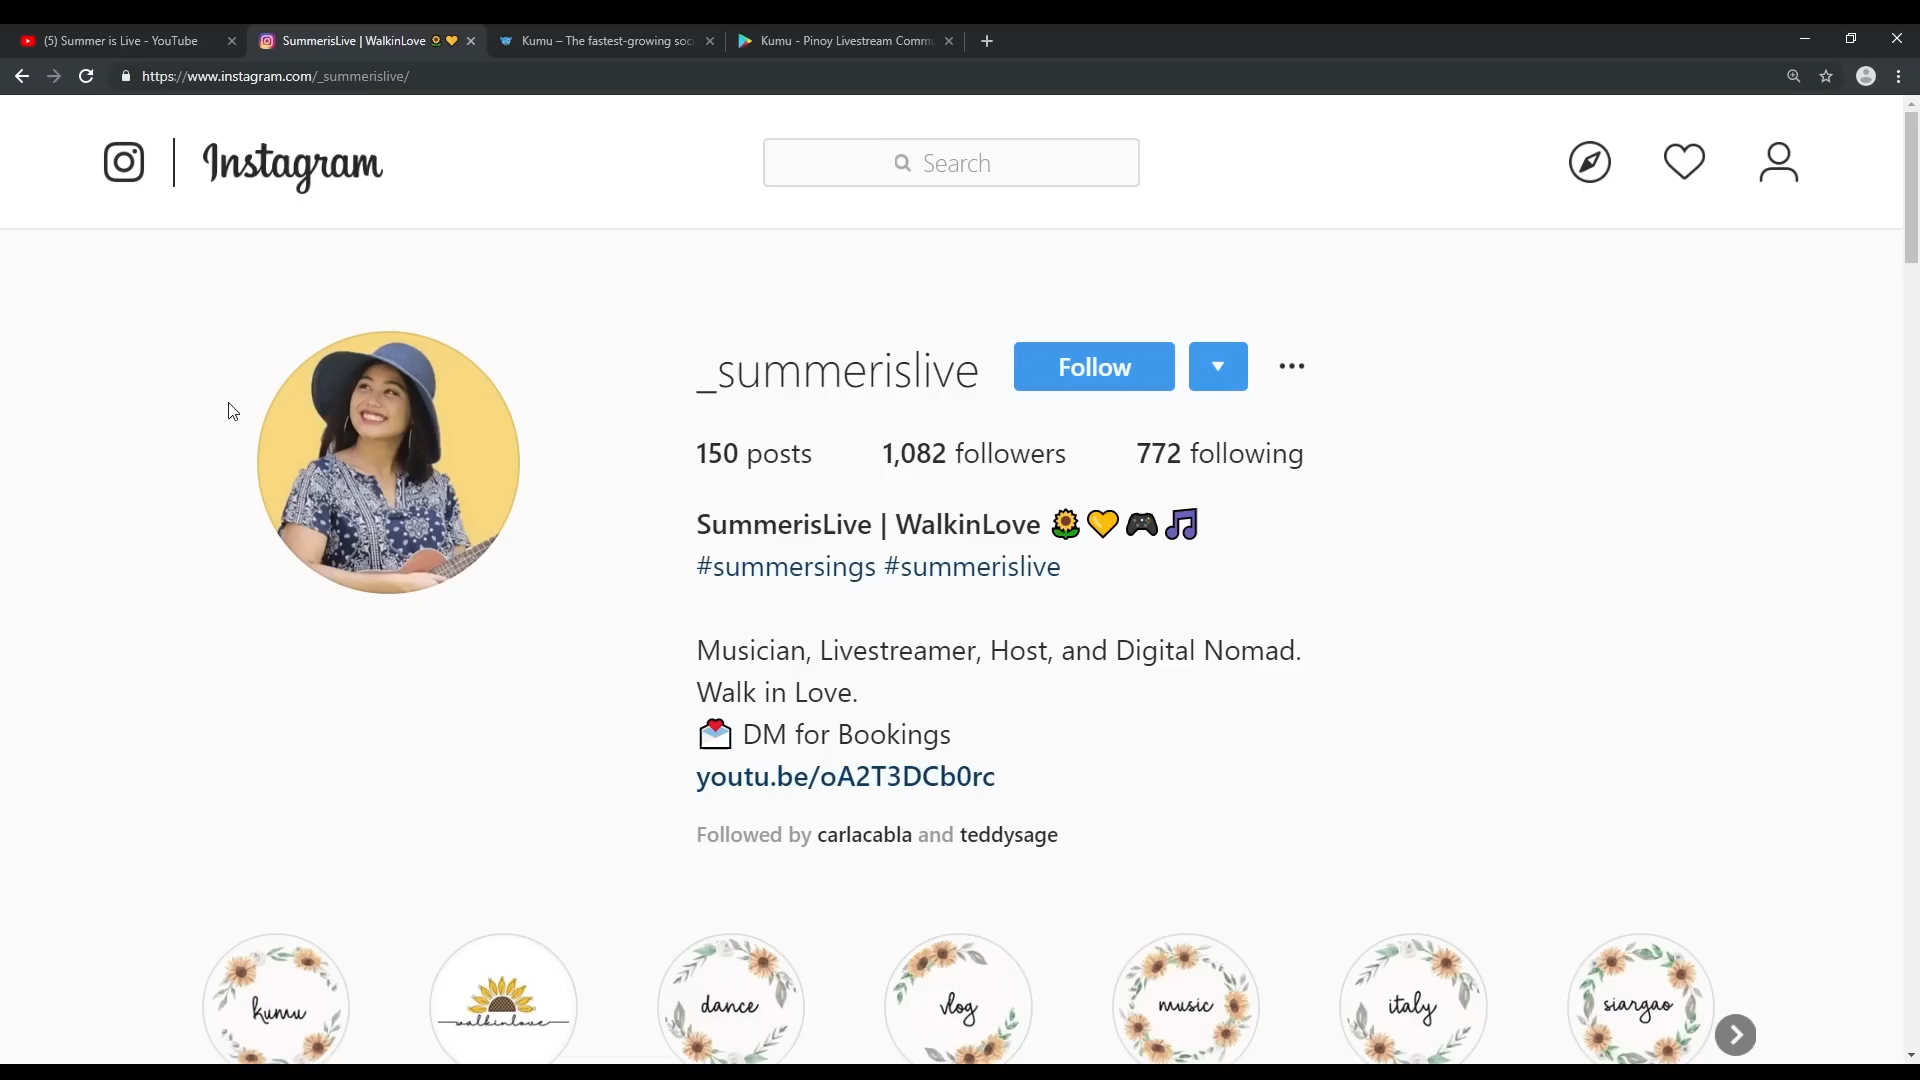 (5) Summer is Live - YouTube
SummerisLive | WalkinLove 🌻💛
Kumu – The fastest-growing soc
Kumu - Pinoy Livestream Commu
https://www.instagram.com/_summerislive/
Instagram
Search
_summerislive
Follow
150 posts
1,082 followers
772 following
SummerisLive | WalkinLove 🌻💛🎮🎵
#summersings #summerislive
Musician, Livestreamer, Host, and Digital Nomad.
Walk in Love.
💌 DM for Bookings
youtu.be/oA2T3DCb0rc
Followed by carlacabla and teddysage
kumu
walkinlove
dance
vlog
music
italy
siargao